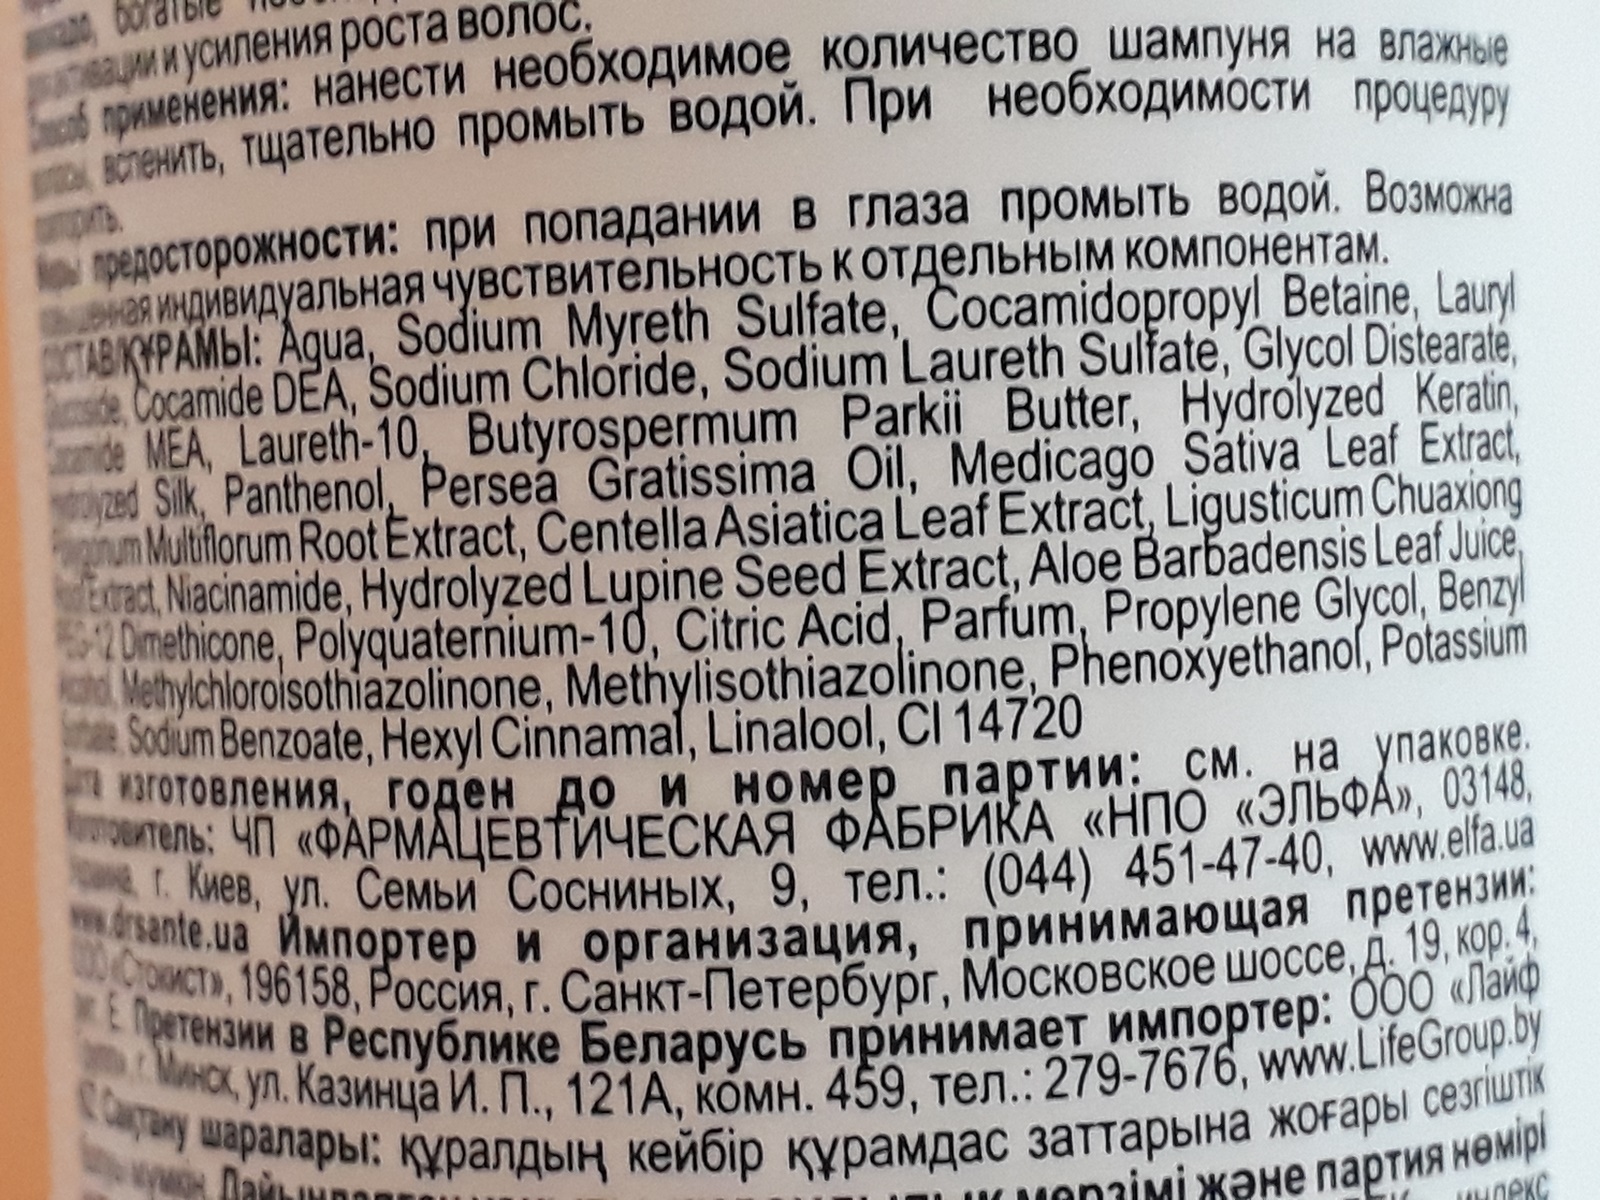 богатые
и усиления роста волос.
Способ применения: нанести необходимое количество шампуня на влажные
волосы, вспенить, тщательно промыть водой. При необходимости процедуру
повторить.
Меры предосторожности: при попадании в глаза промыть водой. Возможна
повышенная индивидуальная чувствительность к отдельным компонентам.
СОСТАВ/ҚҰРАМЫ: Aqua, Sodium Myreth Sulfate, Cocamidopropyl Betaine, Lauryl
Glucoside, Cocamide DEA, Sodium Chloride, Sodium Laureth Sulfate, Glycol Distearate,
Cocamide MEA, Laureth-10, Butyrospermum Parkii Butter, Hydrolyzed Keratin,
Hydrolyzed Silk, Panthenol, Persea Gratissima Oil, Medicago Sativa Leaf Extract,
Polygonum Multiflorum Root Extract, Centella Asiatica Leaf Extract, Ligusticum Chuaxiong
Root Extract, Niacinamide, Hydrolyzed Lupine Seed Extract, Aloe Barbadensis Leaf Juice,
PEG-12 Dimethicone, Polyquaternium-10, Citric Acid, Parfum, Propylene Glycol, Benzyl
Alcohol, Methylchloroisothiazolinone, Methylisothiazolinone, Phenoxyethanol, Potassium
Sorbate, Sodium Benzoate, Hexyl Cinnamal, Linalool, CI 14720
Дата изготовления, годен до и номер партии: см. на упаковке.
Изготовитель: ЧП «ФАРМАЦЕВТИЧЕСКАЯ ФАБРИКА «НПО «ЭЛЬФА», 03148,
Украина, г. Киев, ул. Семьи Сосниных, 9, тел.: (044) 451-47-40, www.elfa.ua
www.drsante.ua Импортер и организация, принимающая претензии:
ООО «Стокист», 196158, Россия, г. Санкт-Петербург, Московское шоссе, д. 19, кор. 4,
лит. Е. Претензии в Республике Беларусь принимает импортер: ООО «Лайф
Групп», г. Минск, ул. Казинца И. П., 121А, комн. 459, тел.: 279-7676, www.LifeGroup.by
KZ Сақтану шаралары: құралдың кейбір құрамдас заттарына жоғары сезгіштік
болуы мүмкін. мерзімі және партия нөмірі